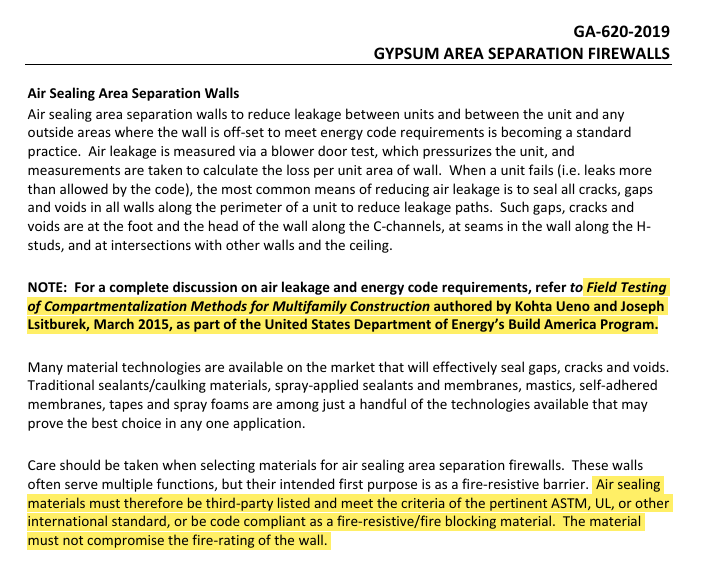 GA-620-2019
GYPSUM AREA SEPARATION FIREWALLS
Air Sealing Area Separation Walls
Air sealing area separation walls to reduce leakage between units and between the unit and any
outside areas where the wall is off-set to meet energy code requirements is becoming a standard
practice.  Air leakage is measured via a blower door test, which pressurizes the unit, and
measurements are taken to calculate the loss per unit area of wall.  When a unit fails (i.e. leaks more
than allowed by the code), the most common means of reducing air leakage is to seal all cracks, gaps
and voids in all walls along the perimeter of a unit to reduce leakage paths.  Such gaps, cracks and
voids are at the foot and the head of the wall along the C-channels, at seams in the wall along the H-
studs, and at intersections with other walls and the ceiling.
NOTE:  For a complete discussion on air leakage and energy code requirements, refer to Field Testing
of Compartmentalization Methods for Multifamily Construction authored by Kohta Ueno and Joseph
Lsitburek, March 2015, as part of the United States Department of Energy's Build America Program.
Many material technologies are available on the market that will effectively seal gaps, cracks and voids.
Traditional sealants/caulking materials, spray-applied sealants and membranes, mastics, self-adhered
membranes, tapes and spray foams are among just a handful of the technologies available that may
prove the best choice in any one application.
Care should be taken when selecting materials for air sealing area separation firewalls.  These walls
often serve multiple functions, but their intended first purpose is as a fire-resistive barrier.  Air sealing
materials must therefore be third-party listed and meet the criteria of the pertinent ASTM, UL, or other
international standard, or be code compliant as a fire-resistive/fire blocking material.  The material
must not compromise the fire-rating of the wall.